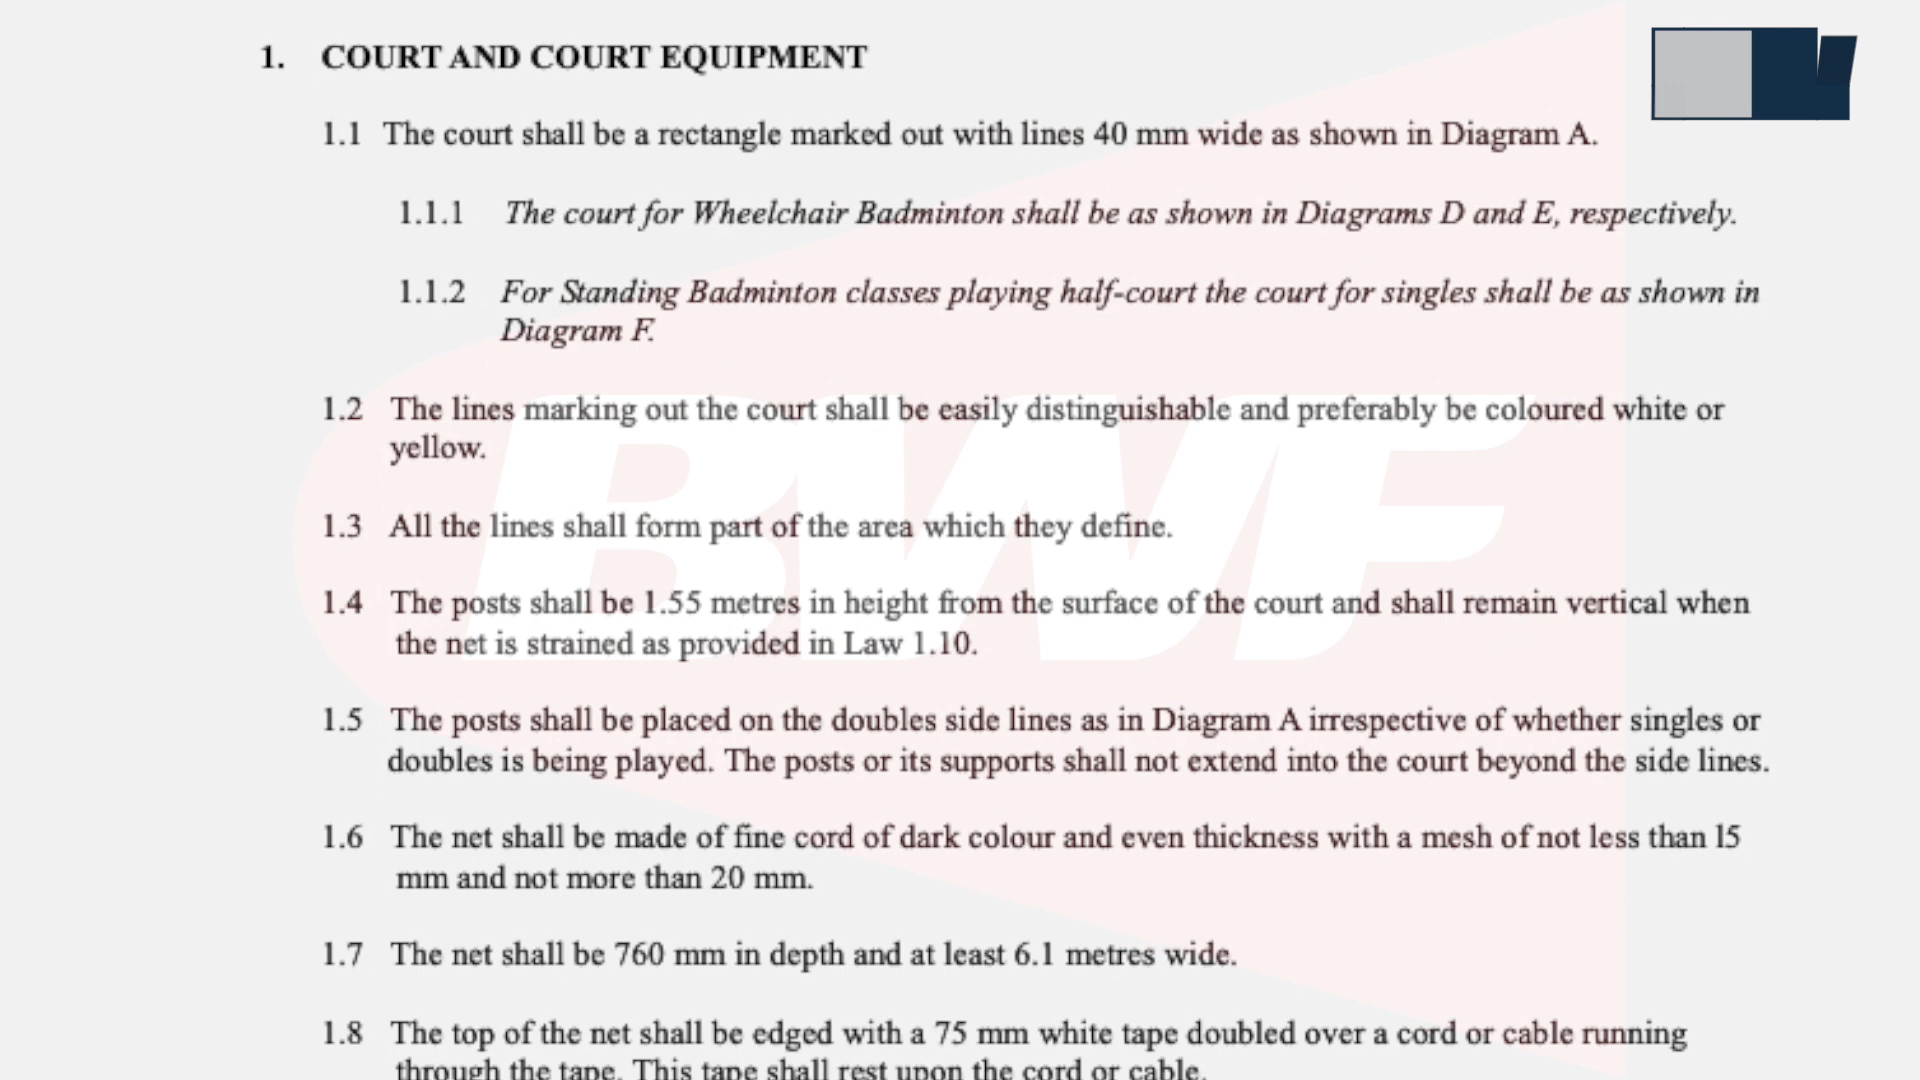 1. COURT AND COURT EQUIPMENT
1.1 The court shall be a rectangle marked out with lines 40 mm wide as shown in Diagram A.
1.1.1 The court for Wheelchair Badminton shall be as shown in Diagrams D and E, respectively.
1.1.2 For Standing Badminton classes playing half-court the court for singles shall be as shown in
Diagram F.
1.2 The lines marking out the court shall be easily distinguishable and preferably be coloured white or
yellow.
1.3 All the lines shall form part of the area which they define.
1.4 The posts shall be 1.55 metres in height from the surface of the court and shall remain vertical when
the net is strained as provided in Law 1.10.
1.5 The posts shall be placed on the doubles side lines as in Diagram A irrespective of whether singles or
doubles is being played. The posts or its supports shall not extend into the court beyond the side lines.
1.6 The net shall be made of fine cord of dark colour and even thickness with a mesh of not less than 15
mm and not more than 20 mm.
1.7 The net shall be 760 mm in depth and at least 6.1 metres wide.
1.8 The top of the net shall be edged with a 75 mm white tape doubled over a cord or cable running
through the tape. This tape shall rest upon the cord or cable.
BWF